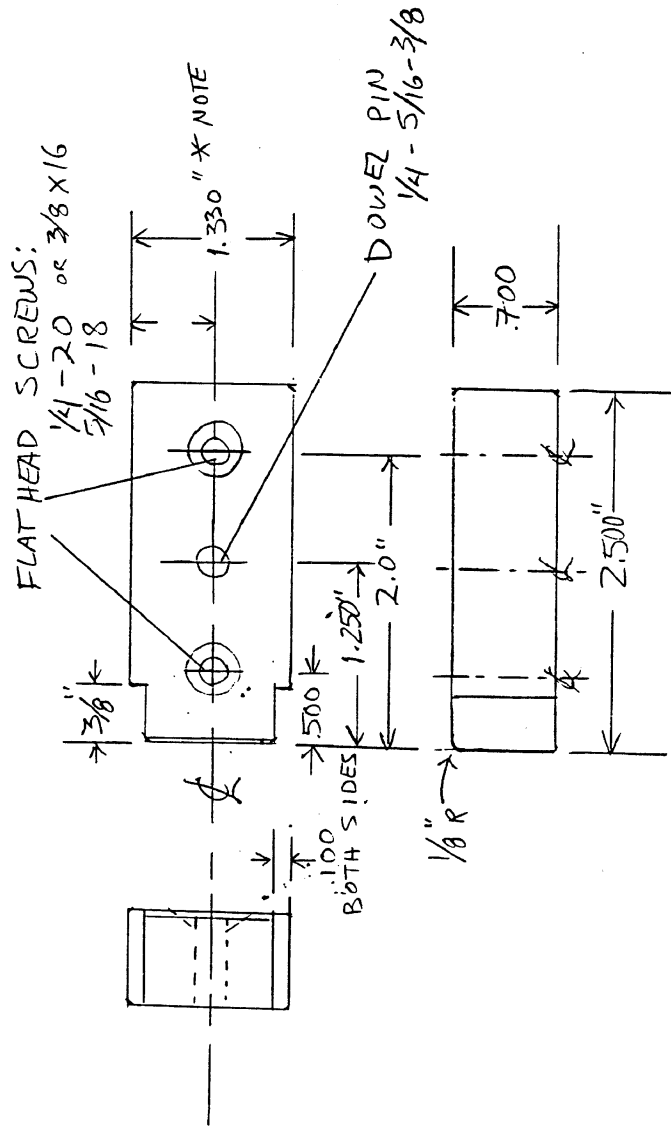 FLAT HEAD SCREWS:
1/4-20 OR 3/8 X 16
5/16-18
1.330" * NOTE
DOWEL PIN
1/4 - 5/16 - 3/8
3/8"
℄
.500
1.250"
2.0"
.100
BOTH SIDES
1/8" R
.700
℄
℄
℄
2.500"